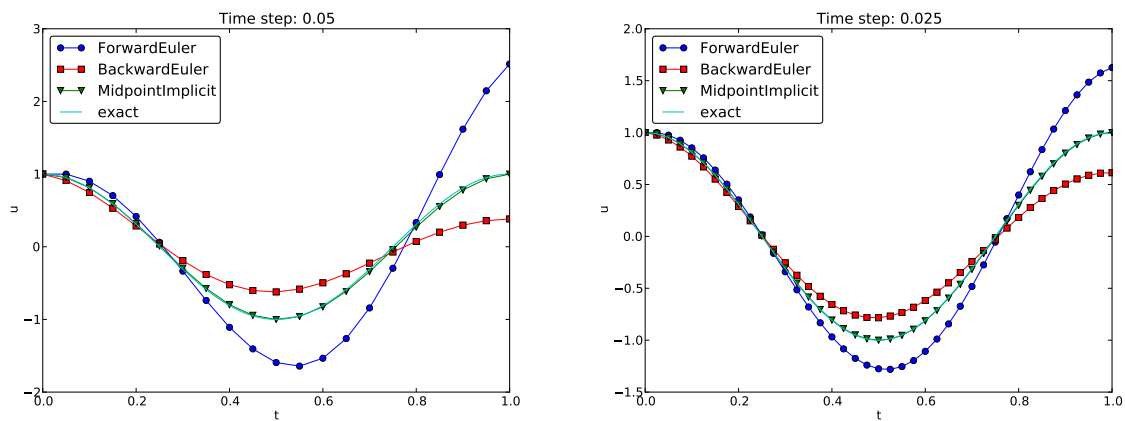 Time step: 0.05
3
2
1
0
−1
−2
u
ForwardEuler
BackwardEuler
MidpointImplicit
exact
0.0 0.2 0.4 0.6 0.8 1.0
t
Time step: 0.025
2.0
1.5
1.0
0.5
0.0
−0.5
−1.0
−1.5
u
ForwardEuler
BackwardEuler
MidpointImplicit
exact
0.0 0.2 0.4 0.6 0.8 1.0
t